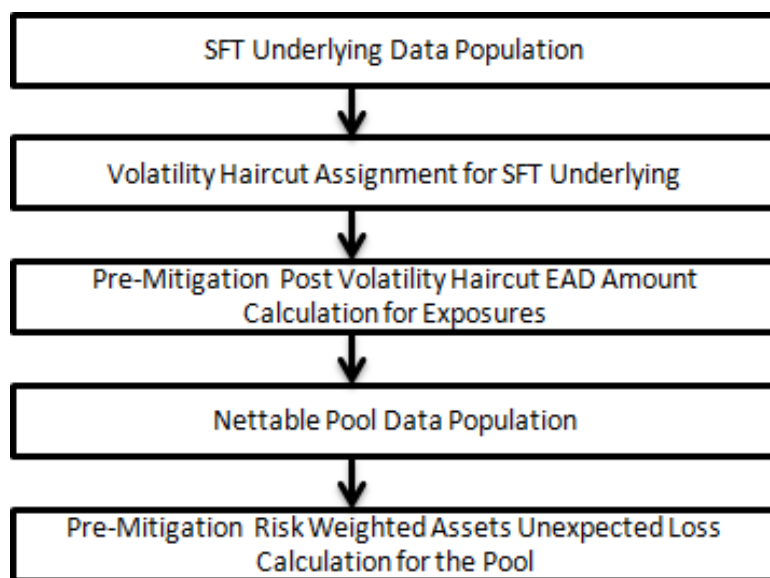 SFT Underlying Data Population
Volatility Haircut Assignment for SFT Underlying
Pre-Mitigation Post Volatility Haircut EAD Amount
Calculation for Exposures
Nettable Pool Data Population
Pre-Mitigation Risk Weighted Assets Unexpected Loss
Calculation for the Pool